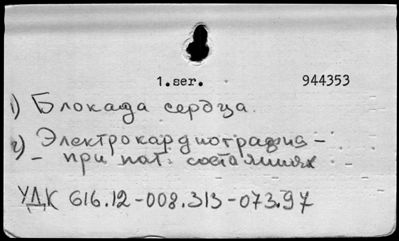 1.ser. 944353
1) Блокада сердца.
2) Электрокардиография –
– при пат. состояниях
УДК 616.12-008.313-073.97